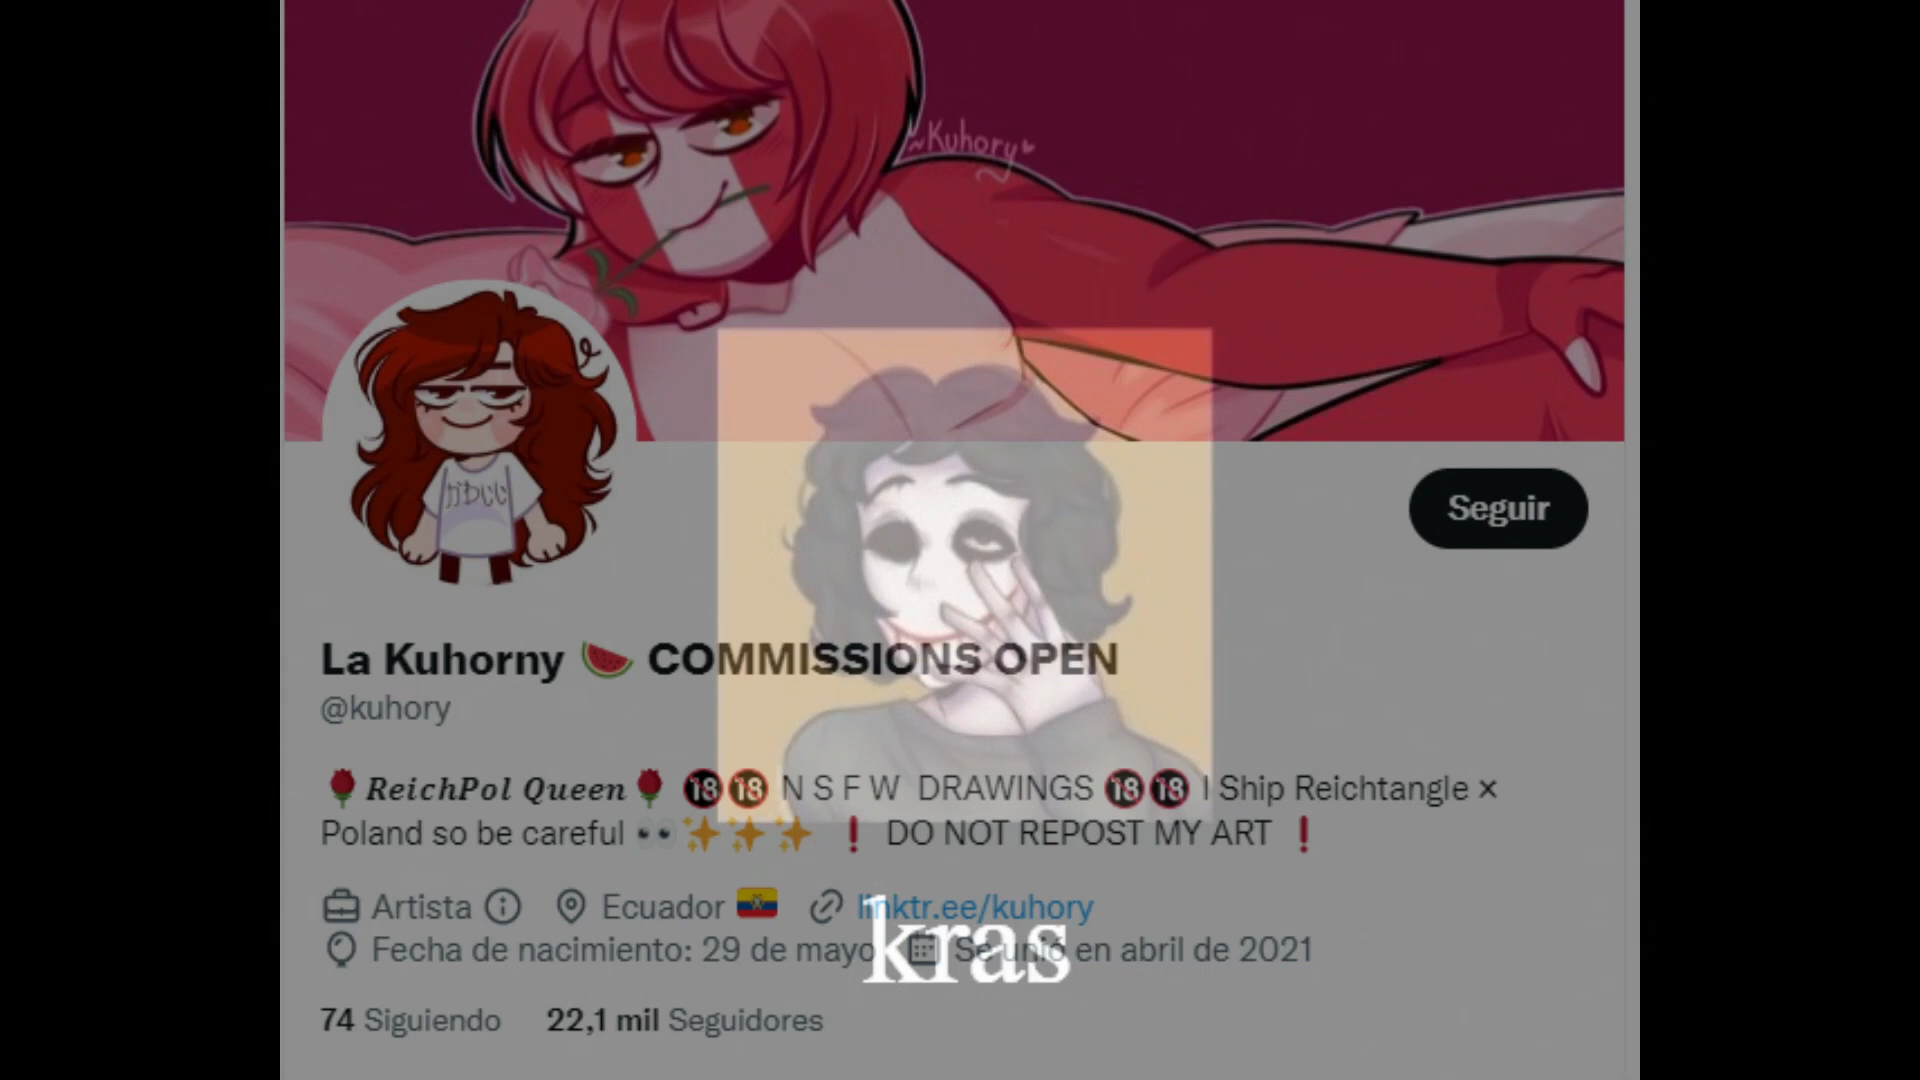 ~Kuhory
Seguir
La Kuhorny 🍉 COMMISSIONS OPEN
@kuhory
🌹𝑹𝒆𝒊𝒄𝒉𝑷𝒐𝒍 𝑸𝒖𝒆𝒆𝒏🌹 🔞🔞 N S F W DRAWINGS 🔞🔞 I Ship Reichtangle ×
Poland so be careful 👀✨✨✨ ❗ DO NOT REPOST MY ART ❗
Artista Ecuador 🇪🇨 linktr.ee/kuhory
Fecha de nacimiento: 29 de mayo Se unió en abril de 2021
kras
74 Siguiendo 22,1 mil Seguidores